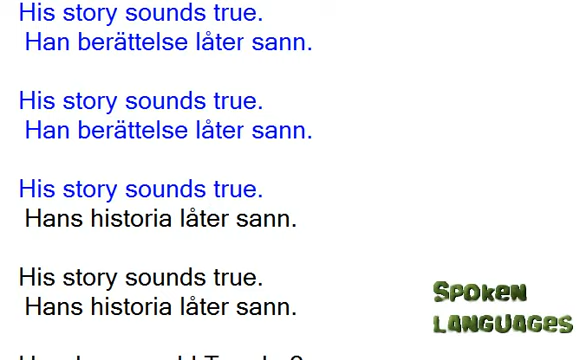 His story sounds true.
Han berättelse låter sann.
His story sounds true.
Han berättelse låter sann.
His story sounds true.
Hans historia låter sann.
His story sounds true.
Hans historia låter sann.
SPOKEN
LANGUAGES